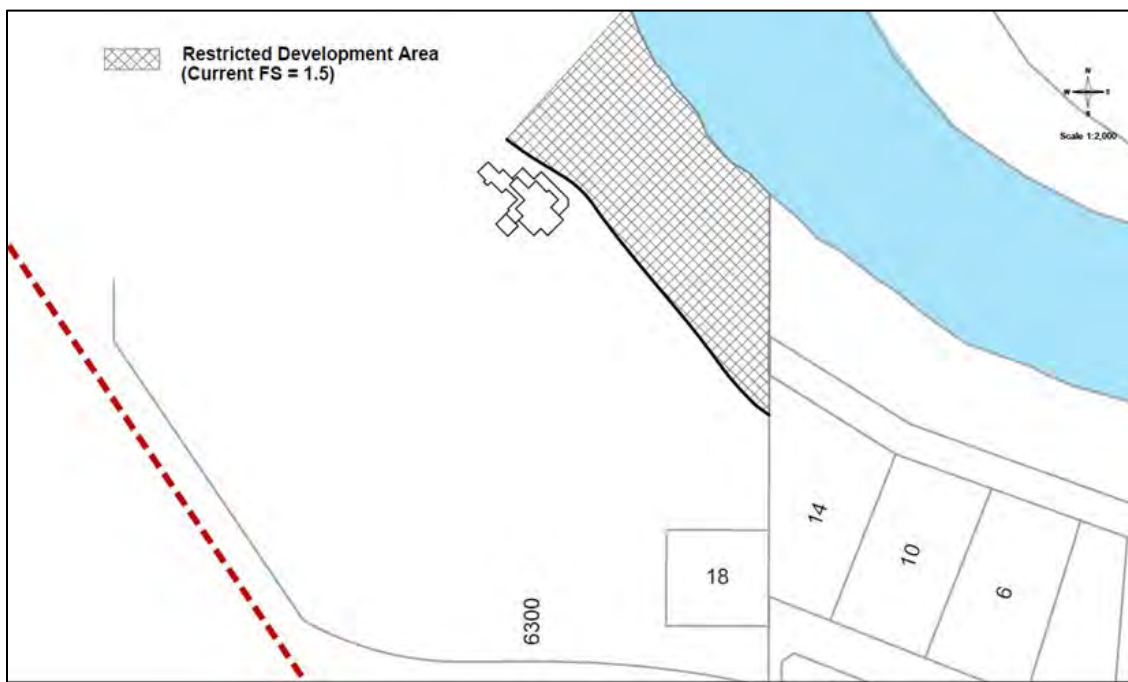 Restricted Development Area
(Current FS = 1.5)
N
W
S
Scale 1:2,000
14
10
6
18
6300